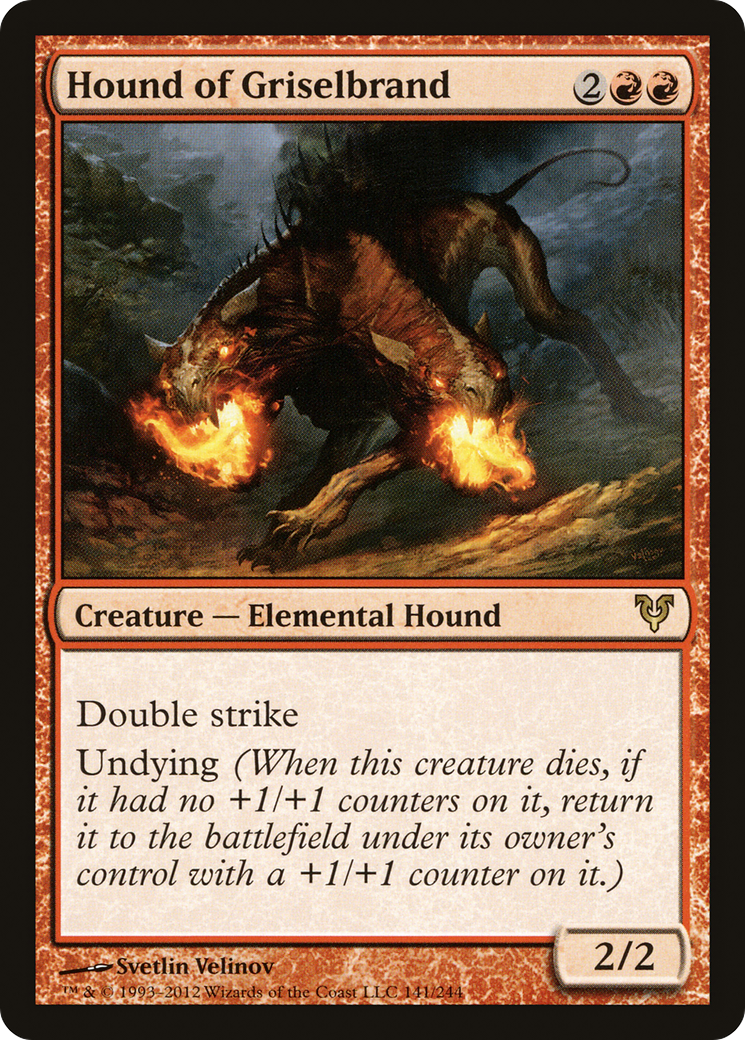 Hound of Griselbrand 2
Creature — Elemental Hound
Double strike
Undying (When this creature dies, if
it had no +1/+1 counters on it, return
it to the battlefield under its owner's
control with a +1/+1 counter on it.)
2/2
Svetlin Velinov
™ & © 1993–2012 Wizards of the Coast LLC 141/244